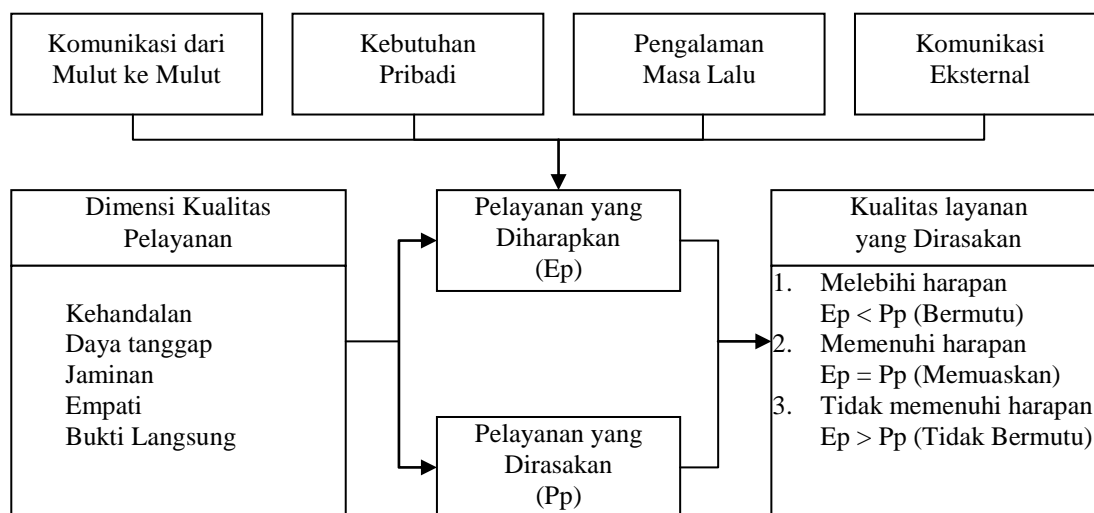 Komunikasi dari
Mulut ke Mulut
Kebutuhan
Pribadi
Pengalaman
Masa Lalu
Komunikasi
Eksternal
Dimensi Kualitas
Pelayanan
Kehandalan
Daya tanggap
Jaminan
Empati
Bukti Langsung
Pelayanan yang
Diharapkan
(Ep)
Pelayanan yang
Dirasakan
(Pp)
Kualitas layanan
yang Dirasakan
1. Melebihi harapan
Ep < Pp (Bermutu)
2. Memenuhi harapan
Ep = Pp (Memuaskan)
3. Tidak memenuhi harapan
Ep > Pp (Tidak Bermutu)